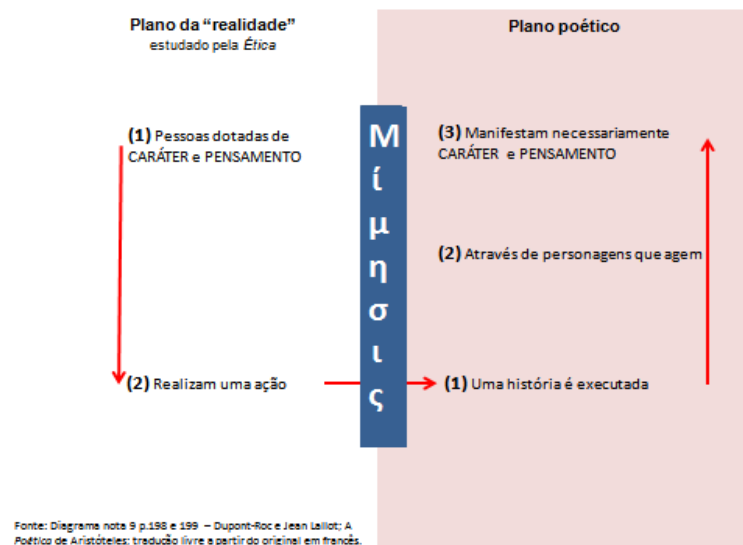 Plano da “realidade”
estudado pela Ética
(1) Pessoas dotadas de
CARÁTER e PENSAMENTO
(2) Realizam uma ação
Μίμησις
Plano poético
(3) Manifestam necessariamente
CARÁTER e PENSAMENTO
(2) Através de personagens que agem
(1) Uma história é executada
Fonte: Diagrama nota 9 p.198 e 199 – Dupont-Roc e Jean Lallot; A
Poética de Aristóteles; tradução livre a partir do original em francês.